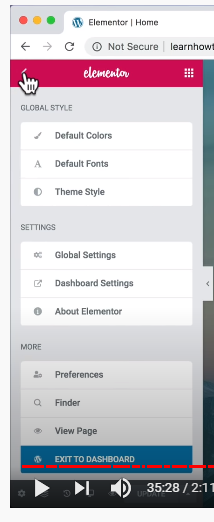 Elementor | Home
Not Secure | learnhowt
elementor
GLOBAL STYLE
Default Colors
A Default Fonts
Theme Style
SETTINGS
Global Settings
Dashboard Settings
About Elementor
MORE
Preferences
Finder
View Page
EXIT TO DASHBOARD
35:28 / 2:11
UPDATE